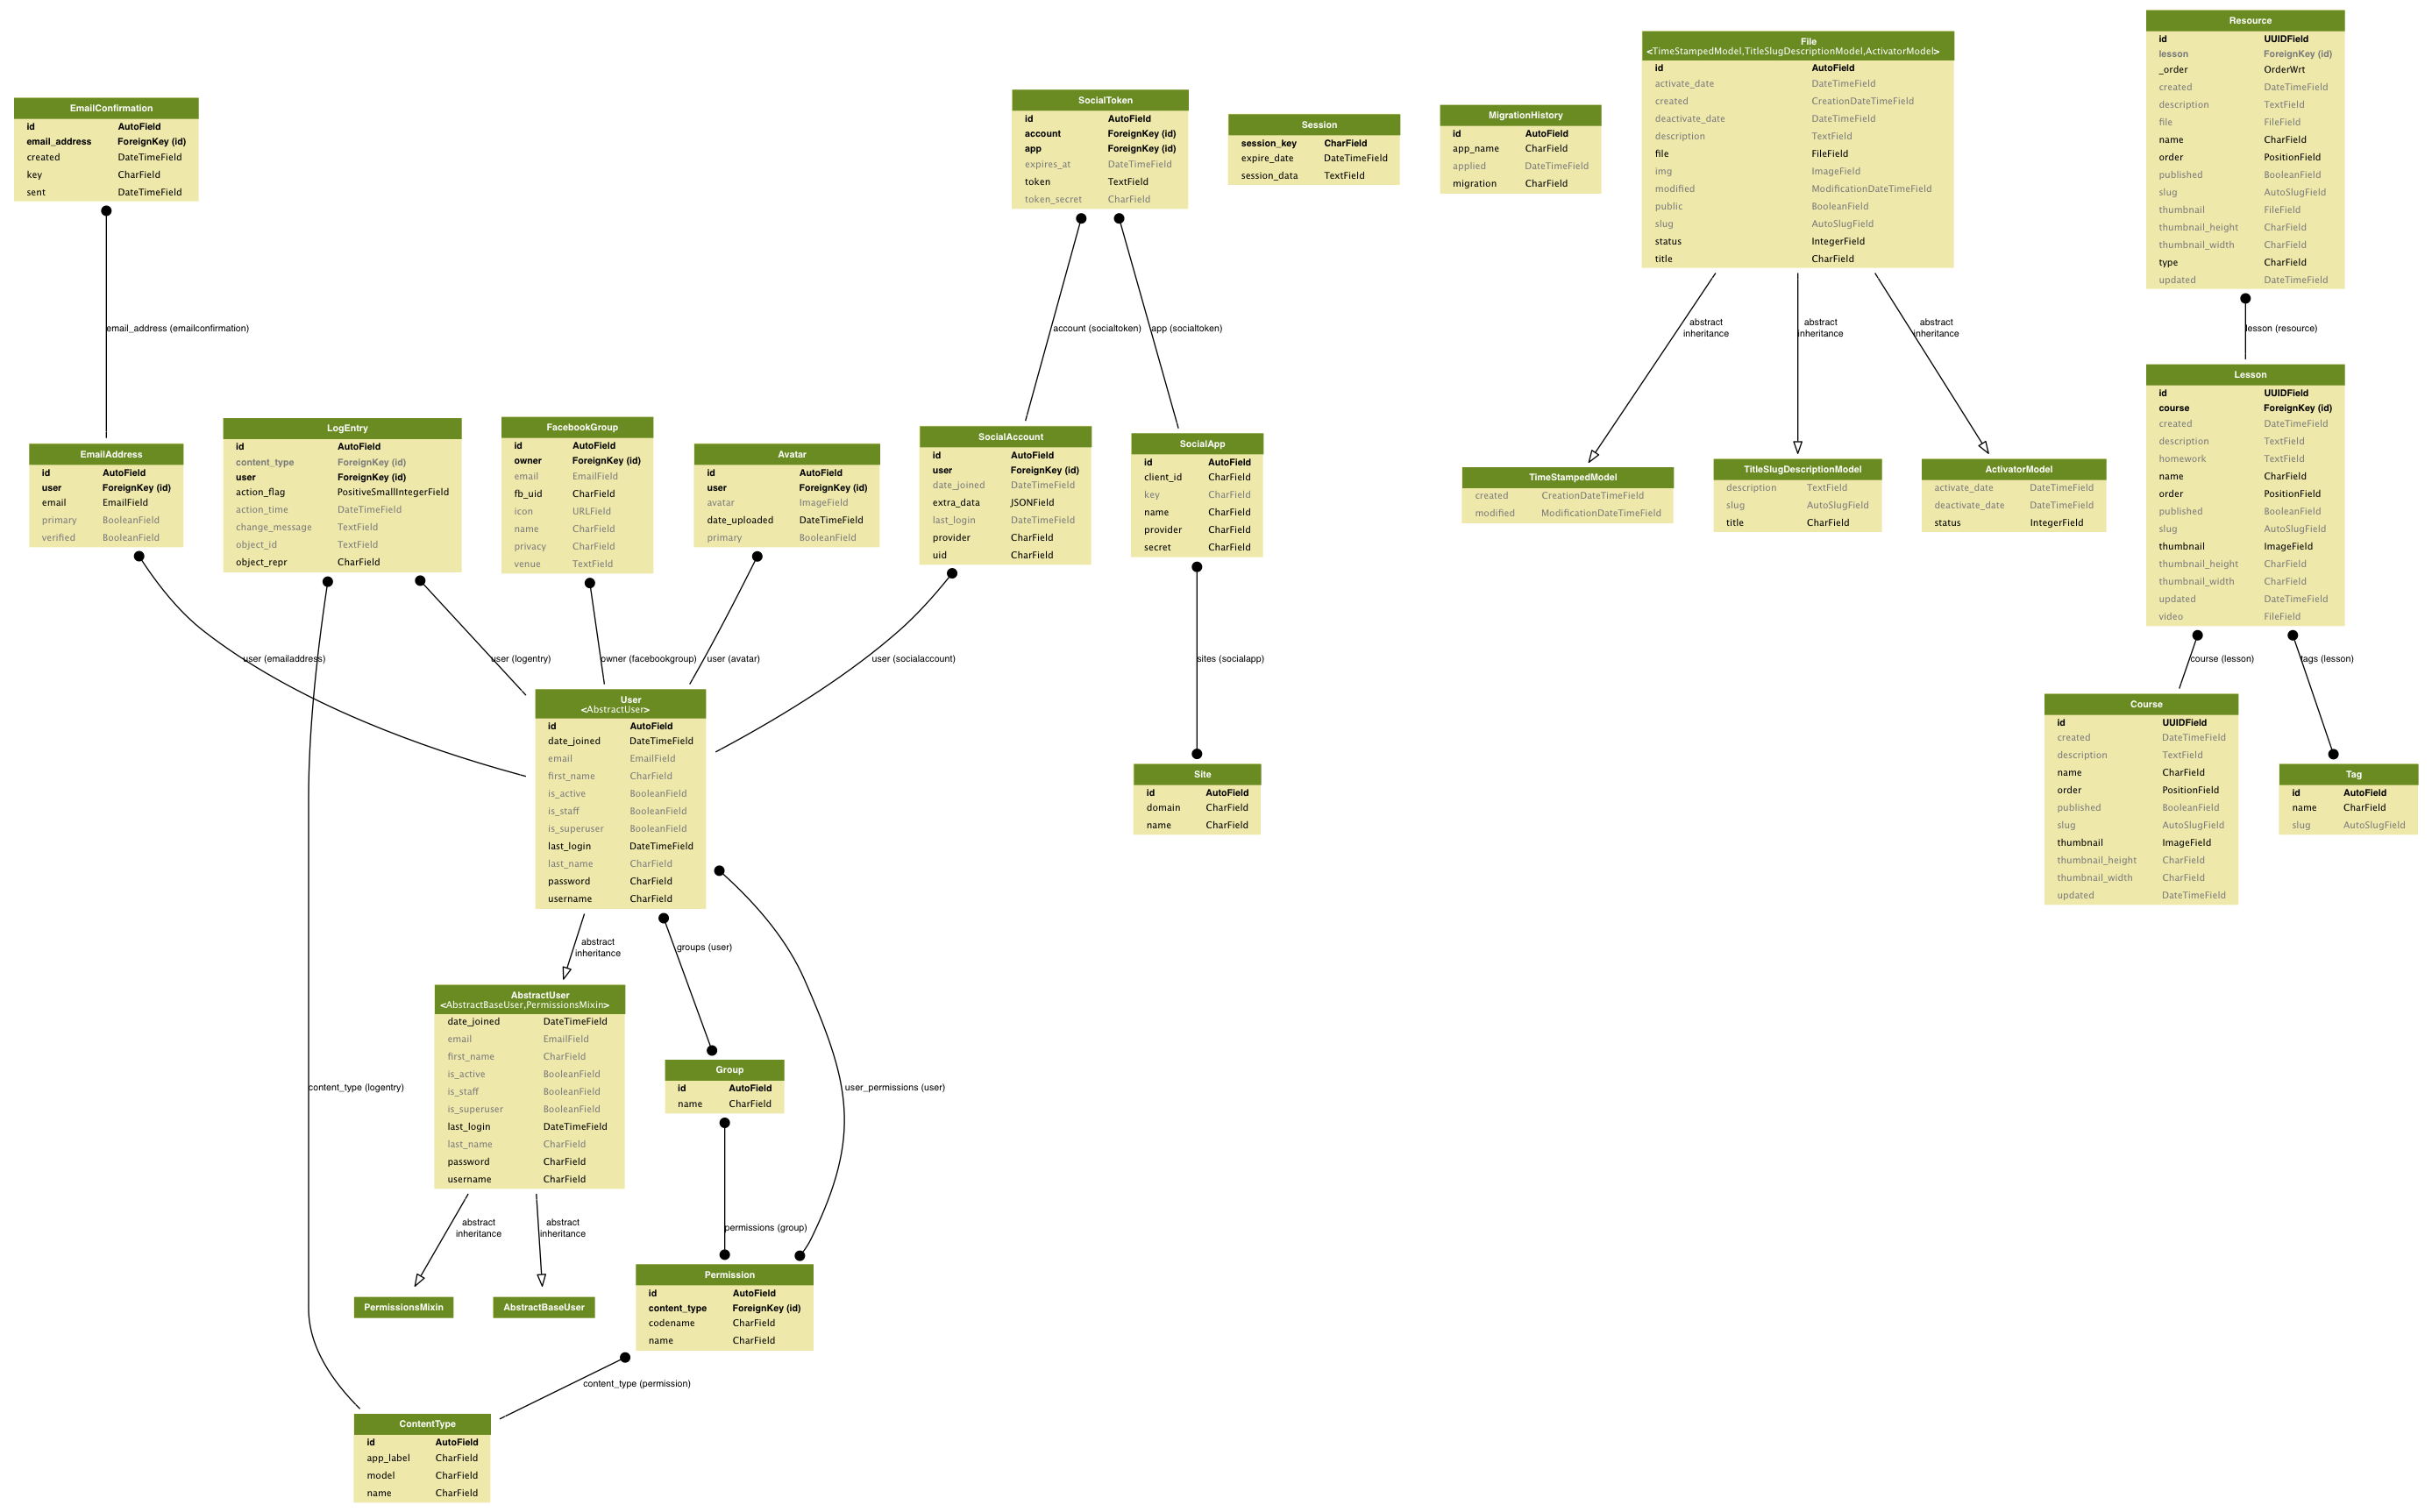 EmailConfirmation
id AutoField
email_address ForeignKey (id)
created DateTimeField
key CharField
sent DateTimeField
email_address (emailconfirmation)
EmailAddress
id AutoField
user ForeignKey (id)
email EmailField
primary BooleanField
verified BooleanField
user (emailaddress)
LogEntry
id AutoField
content_type ForeignKey (id)
user ForeignKey (id)
action_flag PositiveSmallIntegerField
action_time DateTimeField
change_message TextField
object_id TextField
object_repr CharField
user (logentry)
content_type (logentry)
FacebookGroup
id AutoField
owner ForeignKey (id)
email EmailField
fb_uid CharField
icon URLField
name CharField
privacy CharField
venue TextField
owner (facebookgroup)
Avatar
id AutoField
user ForeignKey (id)
avatar ImageField
date_uploaded DateTimeField
primary BooleanField
user (avatar)
SocialToken
id AutoField
account ForeignKey (id)
app ForeignKey (id)
expires_at DateTimeField
token TextField
token_secret CharField
account (socialtoken)
app (socialtoken)
SocialAccount
id AutoField
user ForeignKey (id)
date_joined DateTimeField
extra_data JSONField
last_login DateTimeField
provider CharField
uid CharField
user (socialaccount)
SocialApp
id AutoField
client_id CharField
key CharField
name CharField
provider CharField
secret CharField
sites (socialapp)
Site
id AutoField
domain CharField
name CharField
User
<AbstractUser>
id AutoField
date_joined DateTimeField
email EmailField
first_name CharField
is_active BooleanField
is_staff BooleanField
is_superuser BooleanField
last_login DateTimeField
last_name CharField
password CharField
username CharField
abstract
inheritance
groups (user)
user_permissions (user)
AbstractUser
<AbstractBaseUser,PermissionsMixin>
date_joined DateTimeField
email EmailField
first_name CharField
is_active BooleanField
is_staff BooleanField
is_superuser BooleanField
last_login DateTimeField
last_name CharField
password CharField
username CharField
abstract
inheritance
abstract
inheritance
PermissionsMixin
AbstractBaseUser
Group
id AutoField
name CharField
permissions (group)
Permission
id AutoField
content_type ForeignKey (id)
codename CharField
name CharField
content_type (permission)
ContentType
id AutoField
app_label CharField
model CharField
name CharField
Session
session_key CharField
expire_date DateTimeField
session_data TextField
MigrationHistory
id AutoField
app_name CharField
applied DateTimeField
migration CharField
File
<TimeStampedModel,TitleSlugDescriptionModel,ActivatorModel>
id AutoField
activate_date DateTimeField
created CreationDateTimeField
deactivate_date DateTimeField
description TextField
file FileField
img ImageField
modified ModificationDateTimeField
public BooleanField
slug AutoSlugField
status IntegerField
title CharField
abstract
inheritance
abstract
inheritance
abstract
inheritance
TimeStampedModel
created CreationDateTimeField
modified ModificationDateTimeField
TitleSlugDescriptionModel
description TextField
slug AutoSlugField
title CharField
ActivatorModel
activate_date DateTimeField
deactivate_date DateTimeField
status IntegerField
Resource
id UUIDField
lesson ForeignKey (id)
_order OrderWrt
created DateTimeField
description TextField
file FileField
name CharField
order PositionField
published BooleanField
slug AutoSlugField
thumbnail FileField
thumbnail_height CharField
thumbnail_width CharField
type CharField
updated DateTimeField
lesson (resource)
Lesson
id UUIDField
course ForeignKey (id)
created DateTimeField
description TextField
homework TextField
name CharField
order PositionField
published BooleanField
slug AutoSlugField
thumbnail ImageField
thumbnail_height CharField
thumbnail_width CharField
updated DateTimeField
video FileField
course (lesson)
tags (lesson)
Course
id UUIDField
created DateTimeField
description TextField
name CharField
order PositionField
published BooleanField
slug AutoSlugField
thumbnail ImageField
thumbnail_height CharField
thumbnail_width CharField
updated DateTimeField
Tag
id AutoField
name CharField
slug AutoSlugField